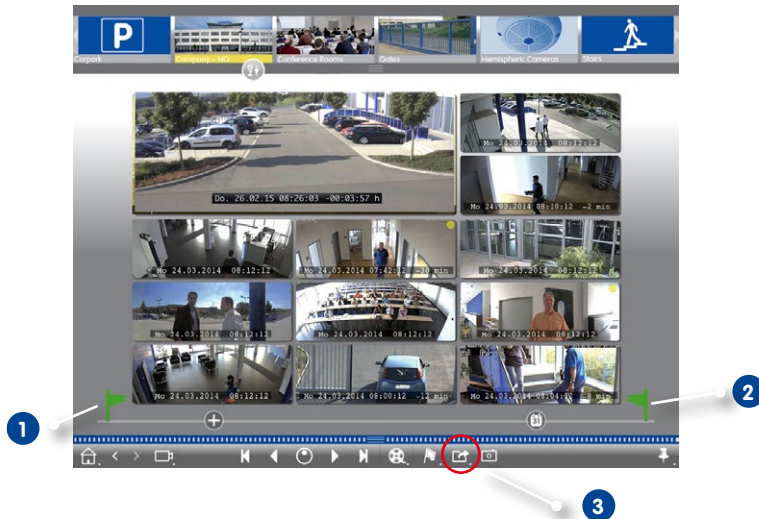 P
Carpark
Company – HG
Conference Rooms
Gates
Hemispheric Cameras
Stairs
Mo 24.03.2014 08:12:12
Do. 26.02.15 08:26:03 -00:03:57 h
Mo 24.03.2014 08:10:12 -2 min
Mo 24.03.2014 08:12:12
Mo 24.03.2014 07:42:12 -30 min
Mo 24.03.2014 08:12:12
Mo 24.03.2014 08:12:12
Mo 24.03.2014 08:12:12
Mo 24.03.2014 08:12:12
Mo 24.03.2014 08:12:12
Mo 24.03.2014 08:00:12 -12 min
Mo 24.03.2014 08:04:12 -8 min
31
1
2
3